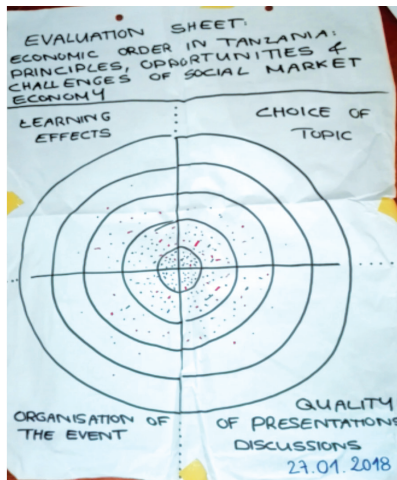 EVALUATION SHEET:
ECONOMIC ORDER IN TANZANIA:
PRINCIPLES, OPPORTUNITIES &
CHALLENGES OF SOCIAL MARKET
ECONOMY
LEARNING
EFFECTS
CHOICE OF
TOPIC
ORGANISATION OF
THE EVENT
QUALITY
OF PRESENTATIONS
DISCUSSIONS
27.01.2018